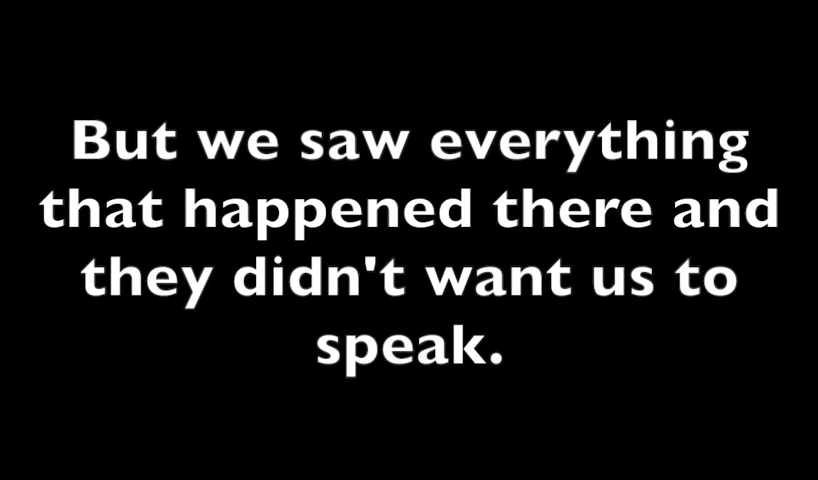 But we saw everything
that happened there and
they didn't want us to
speak.